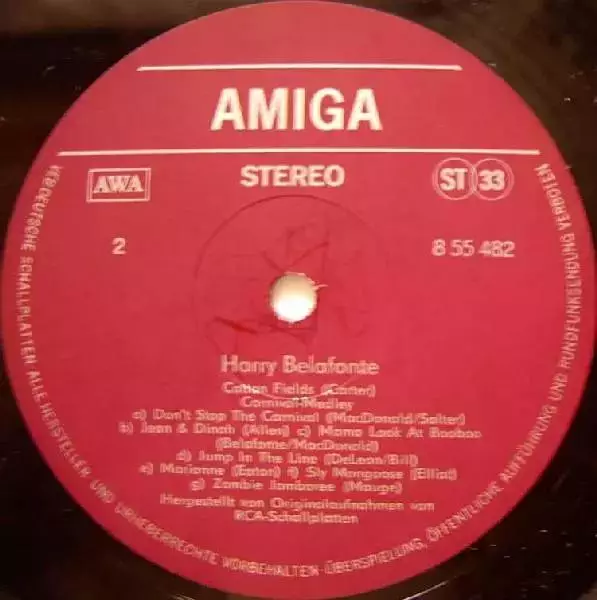 AMIGA
AWA
STEREO
ST 33
2
8 55 482
Harry Belafonte
Cotton Fields (Carter)
Carnival-Medley
a) Don't Stop The Carnival (MacDonald/Salter)
b) Jean & Dinah (Allen) c) Mama Look At Booboo
(Belafonte/MacDonald)
d) Jump In The Line (DeLeon/Bill)
e) Marianne (Eaton) f) Sly Mongoose (Elliot)
g) Zombie Jamboree (Mauge)
Hergestellt von Originalaufnahmen von
RCA-Schallplatten
VEB DEUTSCHE SCHALLPLATTEN ALLE HERSTELLER- UND URHEBERRECHTE VORBEHALTEN-ÜBERSPIELUNG, ÖFFENTLICHE AUFFÜHRUNG UND RUNDFUNKSENDUNG VERBOTEN